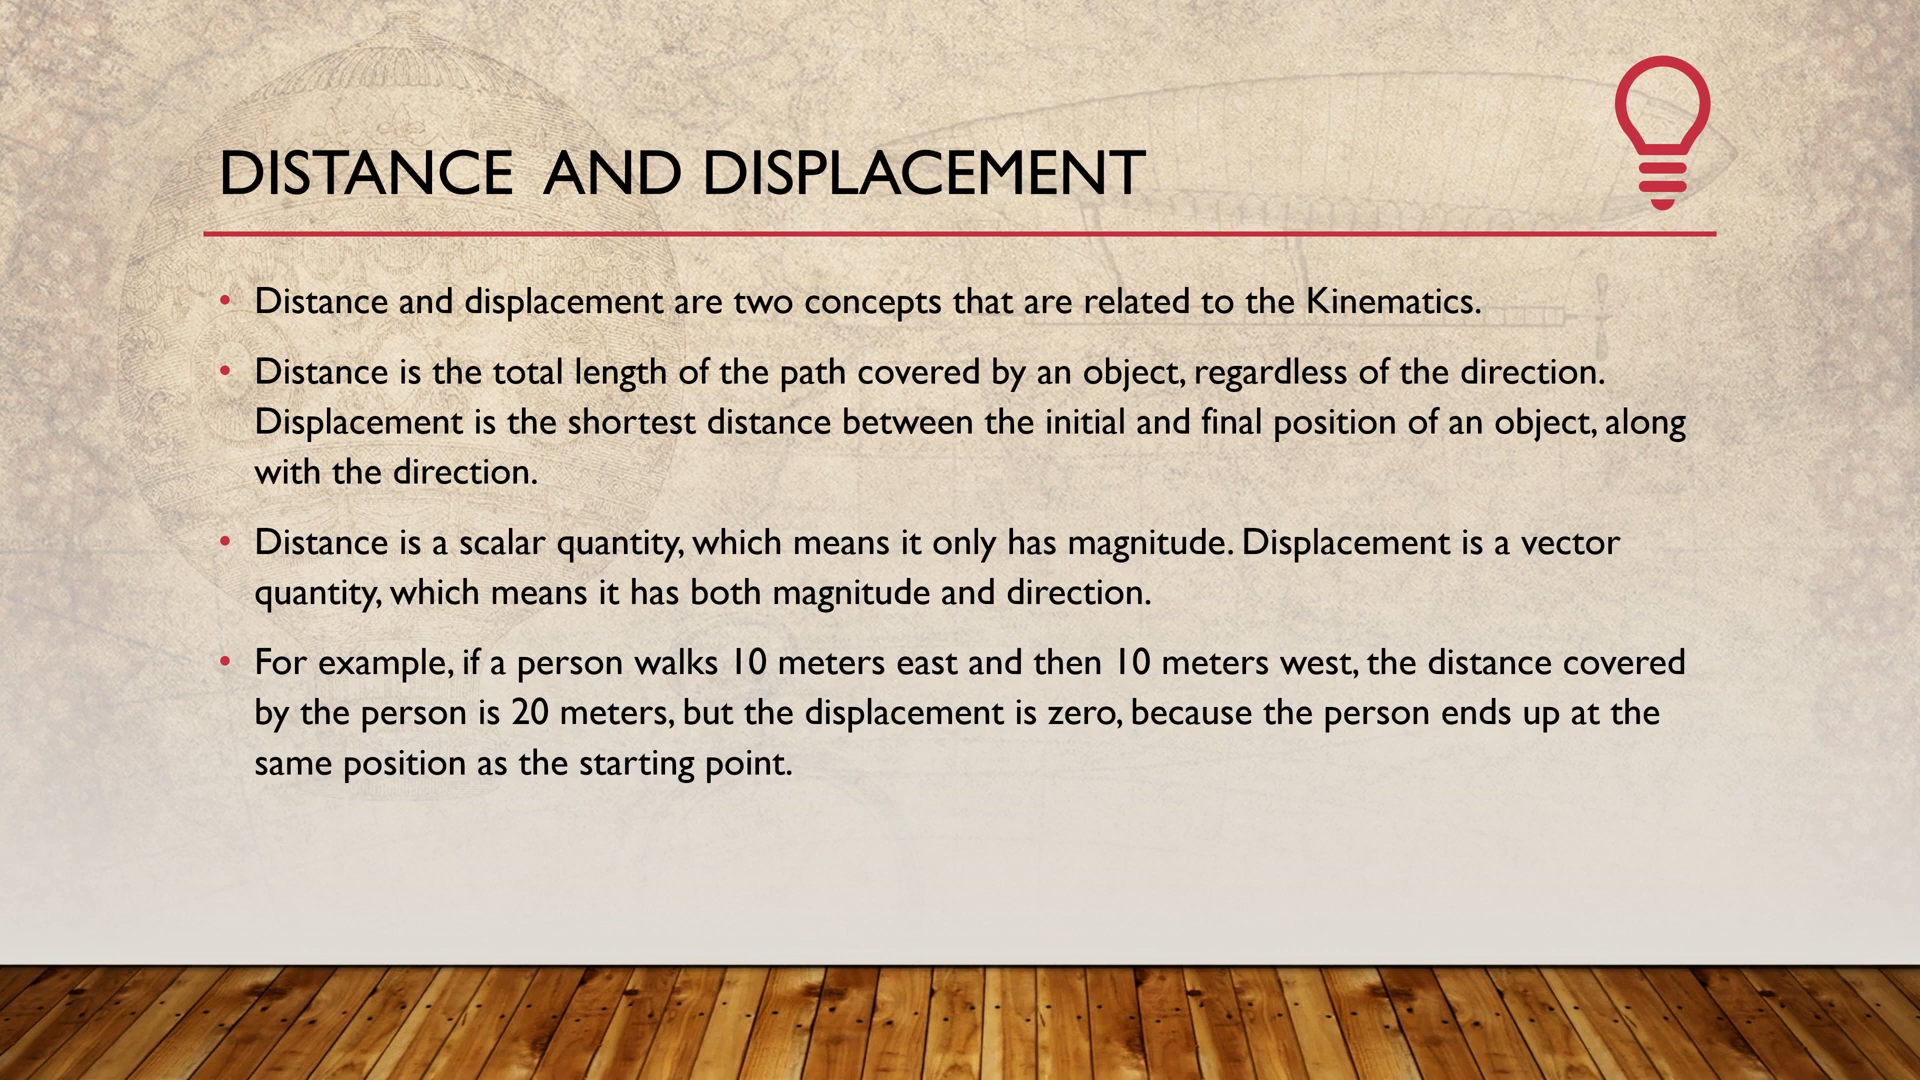 DISTANCE AND DISPLACEMENT
• Distance and displacement are two concepts that are related to the Kinematics.
• Distance is the total length of the path covered by an object, regardless of the direction.
Displacement is the shortest distance between the initial and final position of an object, along
with the direction.
• Distance is a scalar quantity, which means it only has magnitude. Displacement is a vector
quantity, which means it has both magnitude and direction.
• For example, if a person walks 10 meters east and then 10 meters west, the distance covered
by the person is 20 meters, but the displacement is zero, because the person ends up at the
same position as the starting point.